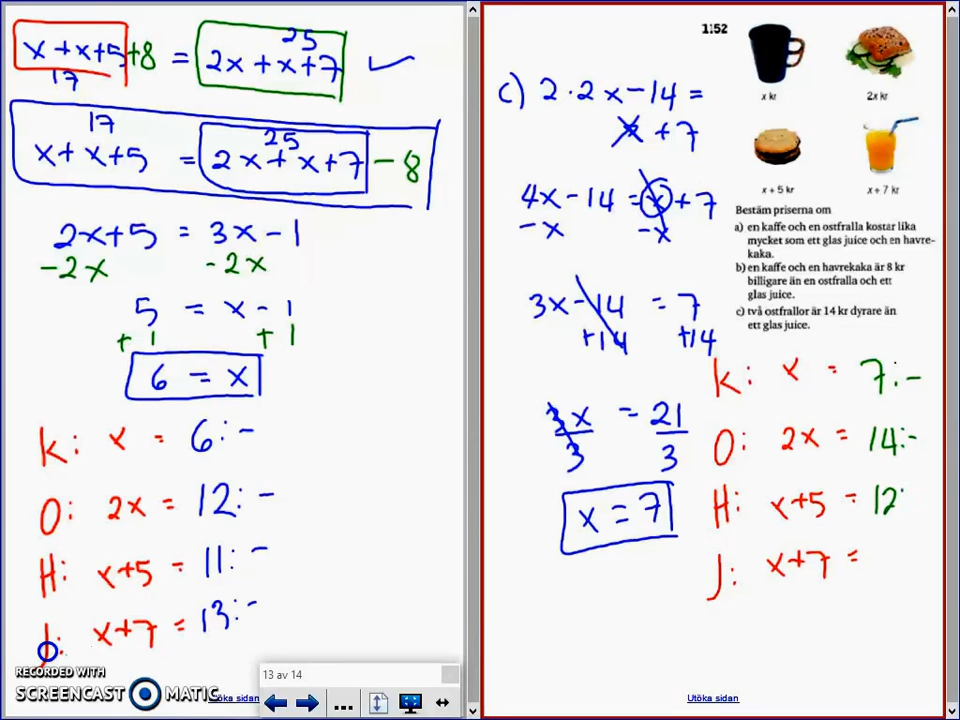 x+x+5+8 = 2x+x+7 ✓
17
25
17
25
x+x+5 = 2x+x+7 -8
2x+5 = 3x-1
-2x -2x
5 = x-1
+1 +1
6 = x
K: x = 6:-
O: 2x = 12:-
H: x+5 = 11:-
J: x+7 = 13:-
RECORDED WITH
SCREENCAST MATIC
Utöka sidan
13 av 14
...
1152
c) 2·2x-14=
x+7
4x-14 = x+7
-x -x
3x-14 = 7
+14 +14
3x = 21
3 3
x = 7
x kr
2x kr
x + 5 kr
x + 7 kr
Bestäm priserna om
a) en kaffe och en ostfralla kostar lika
mycket som ett glas juice och en havre-
kaka.
b) en kaffe och en havrekaka är 8 kr
billigare än en ostfralla och ett
glas juice.
c) två ostfrallor är 14 kr dyrare än
ett glas juice.
K: x = 7:-
O: 2x = 14:-
H: x+5 = 12:
J: x+7 =
Utöka sidan